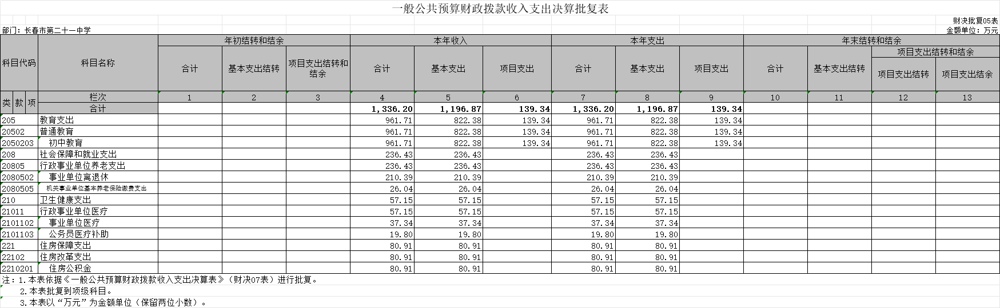 一般公共预算财政拨款收入支出决算批复表
财决批复05表
部门：长春市第二十一中学 金额单位：万元
科目代码 科目名称 年初结转和结余 本年收入 本年支出 年末结转和结余
合计 基本支出结转 项目支出结转和结余 合计 基本支出 项目支出 合计 基本支出 项目支出 合计 基本支出结转 项目支出结转和结余
项目支出结转 项目支出结余
类 款 项 栏次 1 2 3 4 5 6 7 8 9 10 11 12 13
合计 1,336.20 1,196.87 139.34 1,336.20 1,196.87 139.34
205 教育支出 961.71 822.38 139.34 961.71 822.38 139.34
20502 普通教育 961.71 822.38 139.34 961.71 822.38 139.34
2050203 初中教育 961.71 822.38 139.34 961.71 822.38 139.34
208 社会保障和就业支出 236.43 236.43 236.43 236.43
20805 行政事业单位养老支出 236.43 236.43 236.43 236.43
2080502 事业单位离退休 210.39 210.39 210.39 210.39
2080505 机关事业单位基本养老保险缴费支出 26.04 26.04 26.04 26.04
210 卫生健康支出 57.15 57.15 57.15 57.15
21011 行政事业单位医疗 57.15 57.15 57.15 57.15
2101102 事业单位医疗 37.34 37.34 37.34 37.34
2101103 公务员医疗补助 19.80 19.80 19.80 19.80
221 住房保障支出 80.91 80.91 80.91 80.91
22102 住房改革支出 80.91 80.91 80.91 80.91
2210201 住房公积金 80.91 80.91 80.91 80.91
注：1.本表依据《一般公共预算财政拨款收入支出决算表》（财决07表）进行批复。
2.本表批复到项级科目。
3.本表以“万元”为金额单位（保留两位小数）。